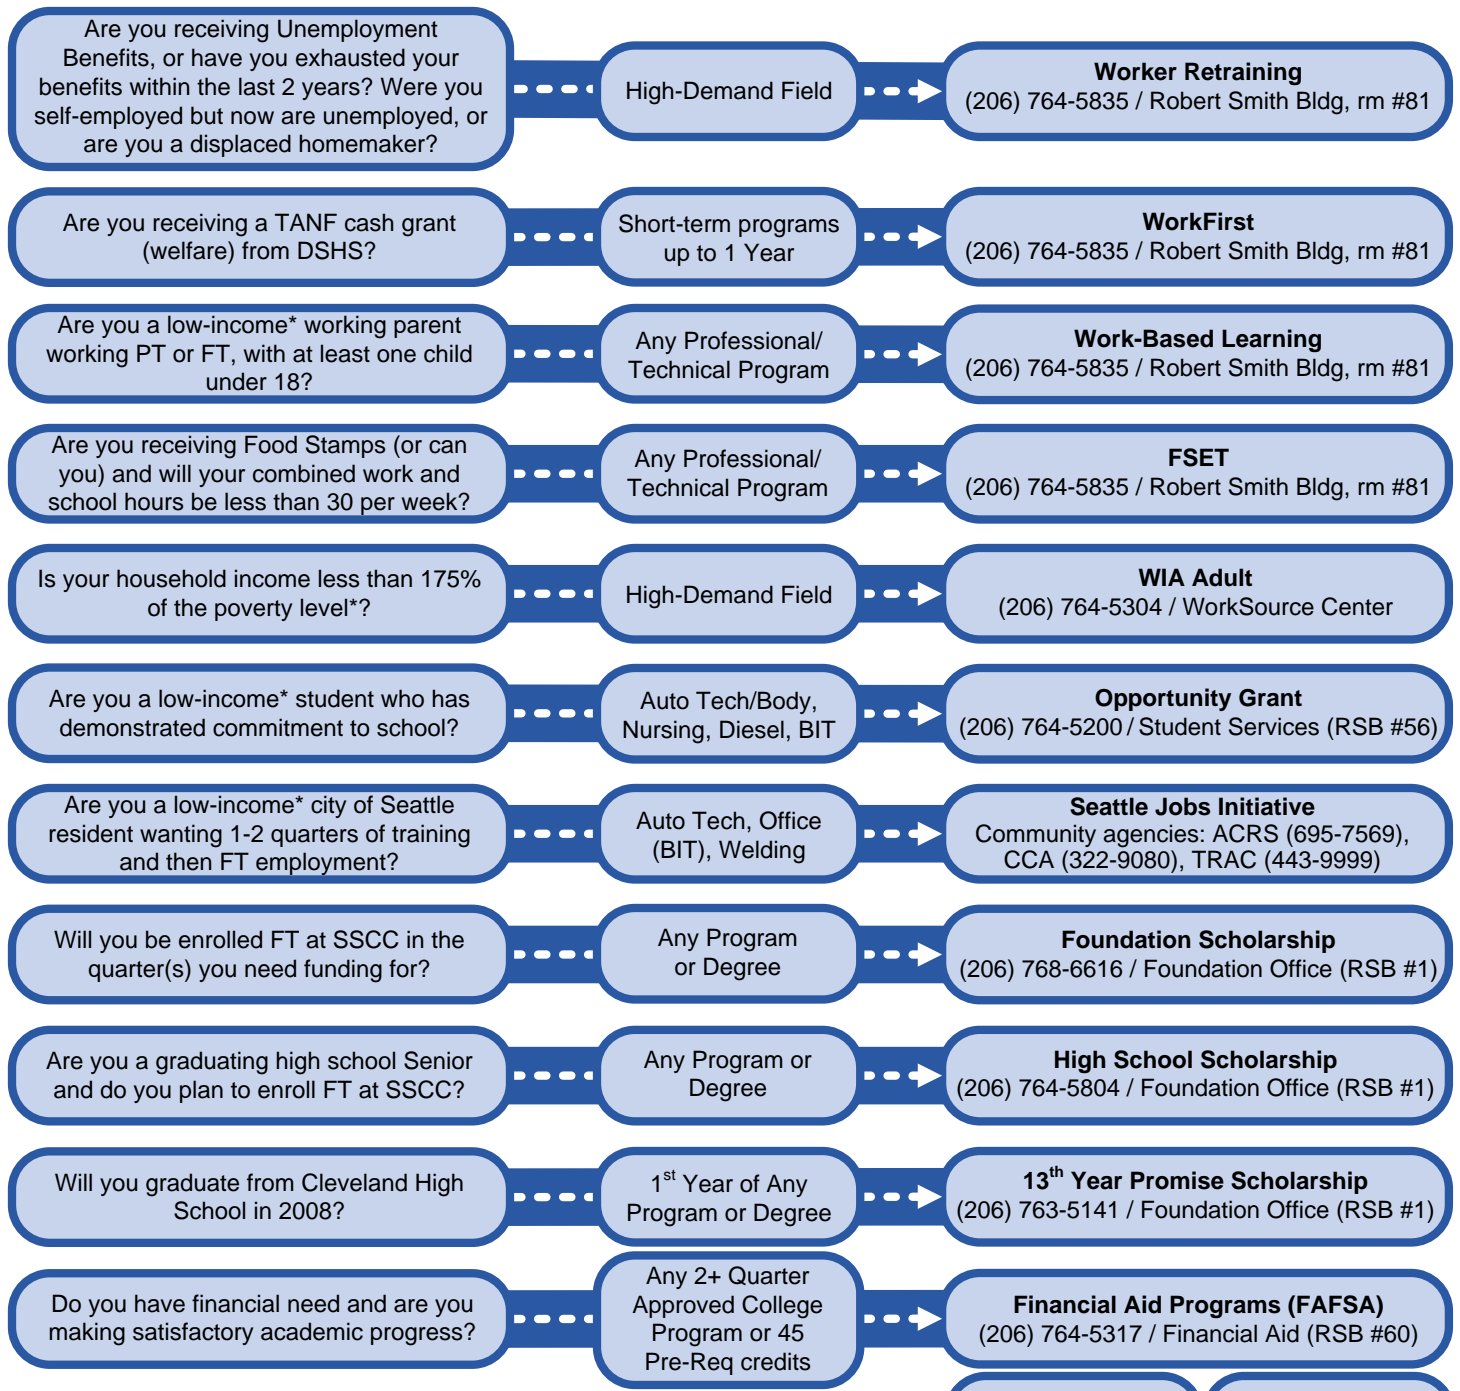 Are you receiving Unemployment
Benefits, or have you exhausted your
benefits within the last 2 years? Were you
self-employed but now are unemployed, or
are you a displaced homemaker?
High-Demand Field
Worker Retraining
(206) 764-5835 / Robert Smith Bldg, rm #81
Are you receiving a TANF cash grant
(welfare) from DSHS?
Short-term programs
up to 1 Year
WorkFirst
(206) 764-5835 / Robert Smith Bldg, rm #81
Are you a low-income* working parent
working PT or FT, with at least one child
under 18?
Any Professional/
Technical Program
Work-Based Learning
(206) 764-5835 / Robert Smith Bldg, rm #81
Are you receiving Food Stamps (or can
you) and will your combined work and
school hours be less than 30 per week?
Any Professional/
Technical Program
FSET
(206) 764-5835 / Robert Smith Bldg, rm #81
Is your household income less than 175%
of the poverty level*?
High-Demand Field
WIA Adult
(206) 764-5304 / WorkSource Center
Are you a low-income* student who has
demonstrated commitment to school?
Auto Tech/Body,
Nursing, Diesel, BIT
Opportunity Grant
(206) 764-5200 / Student Services (RSB #56)
Are you a low-income* city of Seattle
resident wanting 1-2 quarters of training
and then FT employment?
Auto Tech, Office
(BIT), Welding
Seattle Jobs Initiative
Community agencies: ACRS (695-7569),
CCA (322-9080), TRAC (443-9999)
Will you be enrolled FT at SSCC in the
quarter(s) you need funding for?
Any Program
or Degree
Foundation Scholarship
(206) 768-6616 / Foundation Office (RSB #1)
Are you a graduating high school Senior
and do you plan to enroll FT at SSCC?
Any Program or
Degree
High School Scholarship
(206) 764-5804 / Foundation Office (RSB #1)
Will you graduate from Cleveland High
School in 2008?
1st Year of Any
Program or Degree
13th Year Promise Scholarship
(206) 763-5141 / Foundation Office (RSB #1)
Do you have financial need and are you
making satisfactory academic progress?
Any 2+ Quarter
Approved College
Program or 45
Pre-Req credits
Financial Aid Programs (FAFSA)
(206) 764-5317 / Financial Aid (RSB #60)